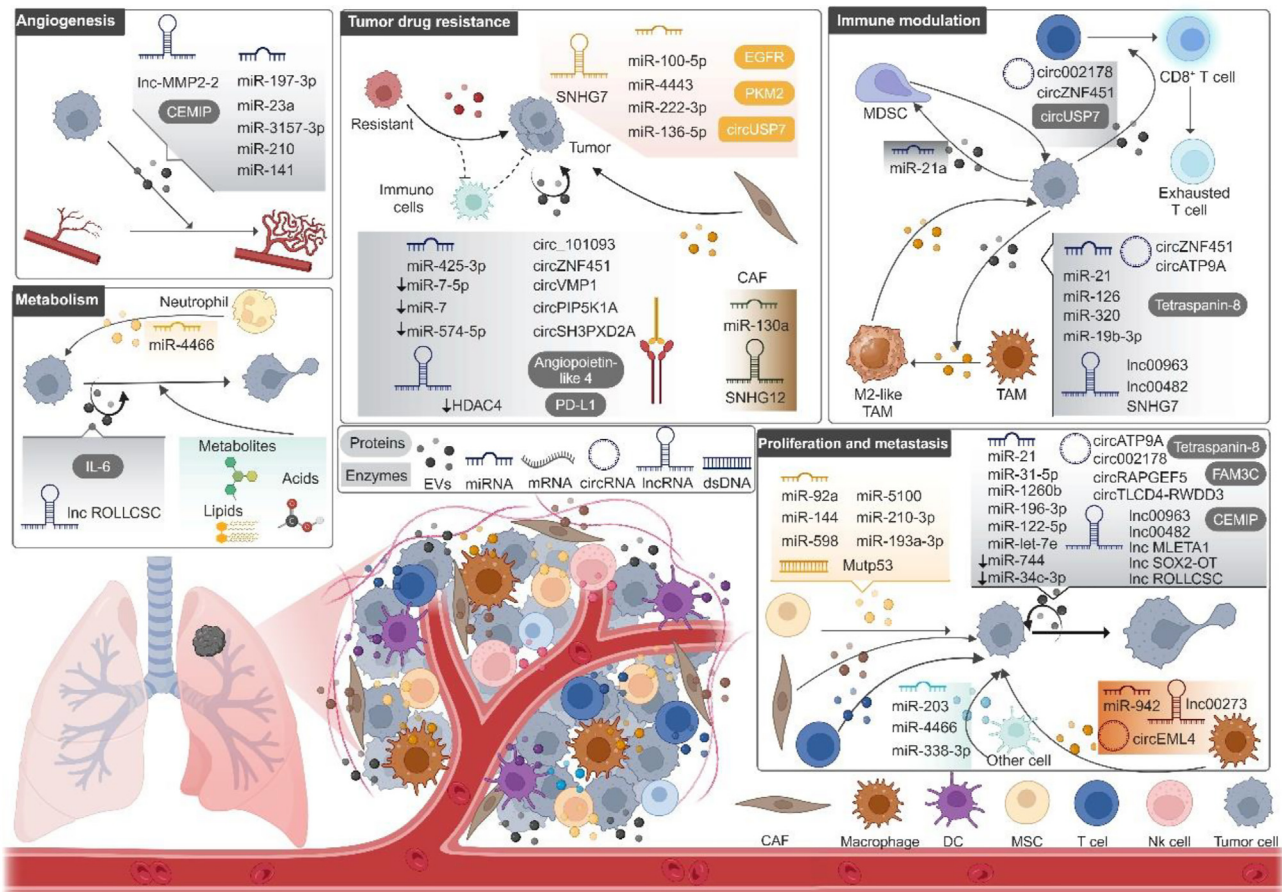 Angiogenesis
lnc-MMP2-2
CEMIP
miR-197-3p
miR-23a
miR-3157-3p
miR-210
miR-141
Tumor drug resistance
Resistant
Immuno
cells
Tumor
SNHG7
miR-100-5p
miR-4443
miR-222-3p
miR-136-5p
EGFR
PKM2
circUSP7
miR-425-3p
↓miR-7-5p
↓miR-7
↓miR-574-5p
↓HDAC4
circ_101093
circZNF451
circVMP1
circPIP5K1A
circSH3PXD2A
Angiopoietin-
like 4
PD-L1
CAF
miR-130a
SNHG12
Immune modulation
MDSC
miR-21a
circ002178
circZNF451
circUSP7
CD8⁺ T cell
Exhausted
T cell
M2-like
TAM
TAM
miR-21
miR-126
miR-320
miR-19b-3p
circZNF451
circATP9A
Tetraspanin-8
lnc00963
lnc00482
SNHG7
Metabolism
Neutrophil
miR-4466
IL-6
lnc ROLLCSC
Metabolites
Lipids
Acids
Proteins
Enzymes
EVs
miRNA
mRNA
circRNA
lncRNA
dsDNA
Proliferation and metastasis
miR-92a
miR-144
miR-598
miR-5100
miR-210-3p
miR-193a-3p
Mutp53
miR-21
miR-31-5p
miR-1260b
miR-196-3p
miR-122-5p
miR-let-7e
↓miR-744
↓miR-34c-3p
circATP9A
circ002178
circRAPGEF5
circTLCD4-RWDD3
Tetraspanin-8
FAM3C
CEMIP
lnc00963
lnc00482
lnc MLETA1
lnc SOX2-OT
lnc ROLLCSC
miR-203
miR-4466
miR-338-3p
Other cell
miR-942
lnc00273
circEML4
CAF
Macrophage
DC
MSC
T cel
Nk cell
Tumor cell